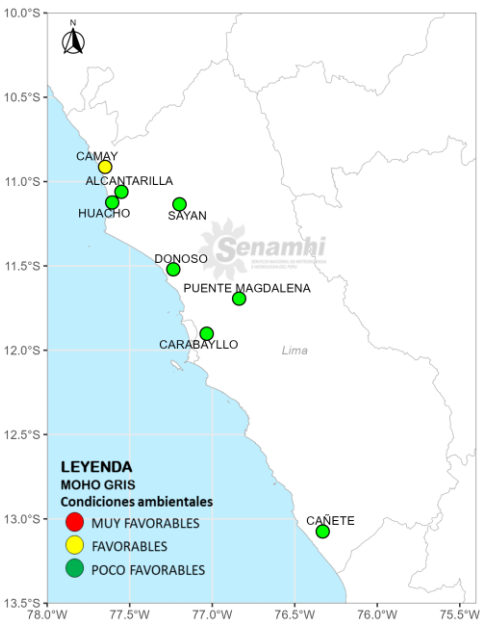 10.0°S
N
10.5°S
CAMAY
ALCANTARILLA
11.0°S
HUACHO
SAYAN
Senamhi
DONOSO
11.5°S
PUENTE MAGDALENA
CARABAYLLO
12.0°S
Lima
12.5°S
LEYENDA
MOHO GRIS
Condiciones ambientales
MUY FAVORABLES
FAVORABLES
POCO FAVORABLES
CAÑETE
13.0°S
13.5°S
78.0°W 77.5°W 77.0°W 76.5°W 76.0°W 75.5°W